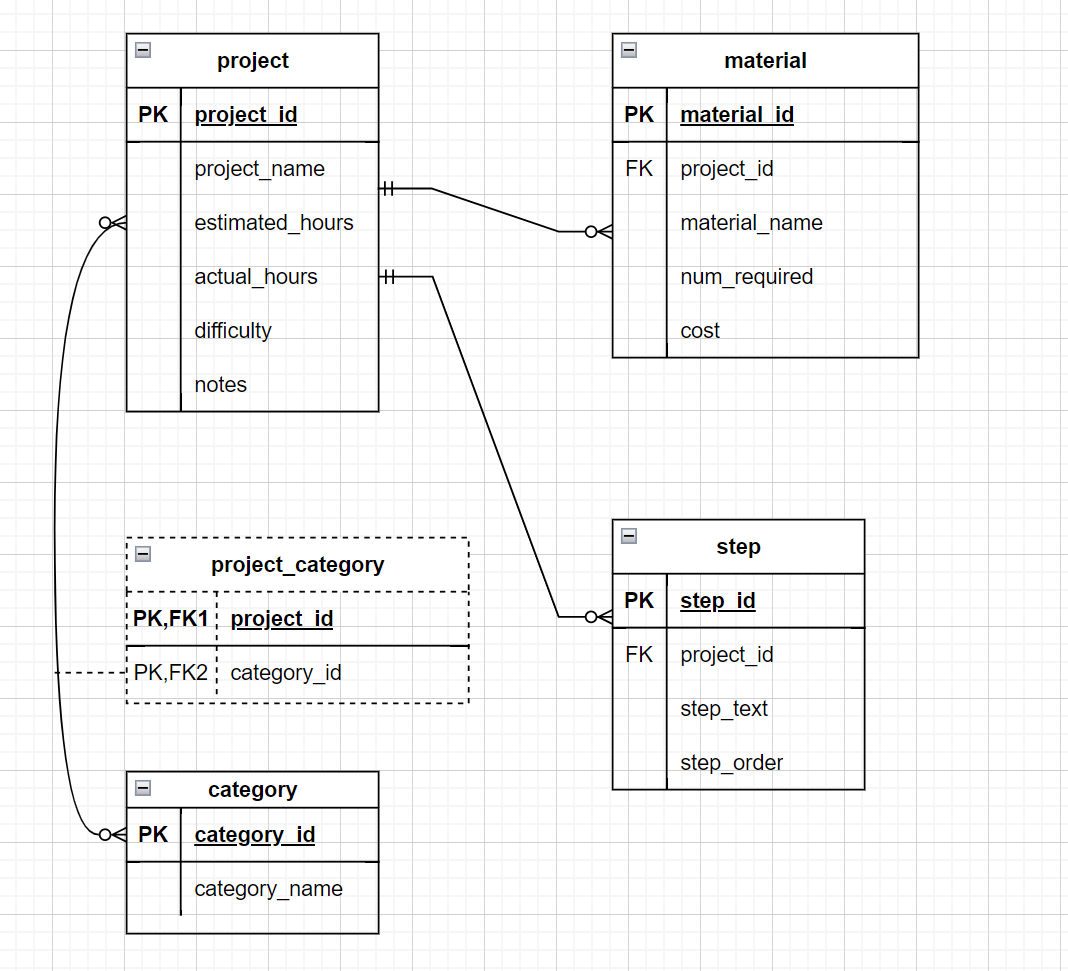 project
PK project_id
project_name
estimated_hours
actual_hours
difficulty
notes
material
PK material_id
FK project_id
material_name
num_required
cost
project_category
PK,FK1 project_id
PK,FK2 category_id
step
PK step_id
FK project_id
step_text
step_order
category
PK category_id
category_name